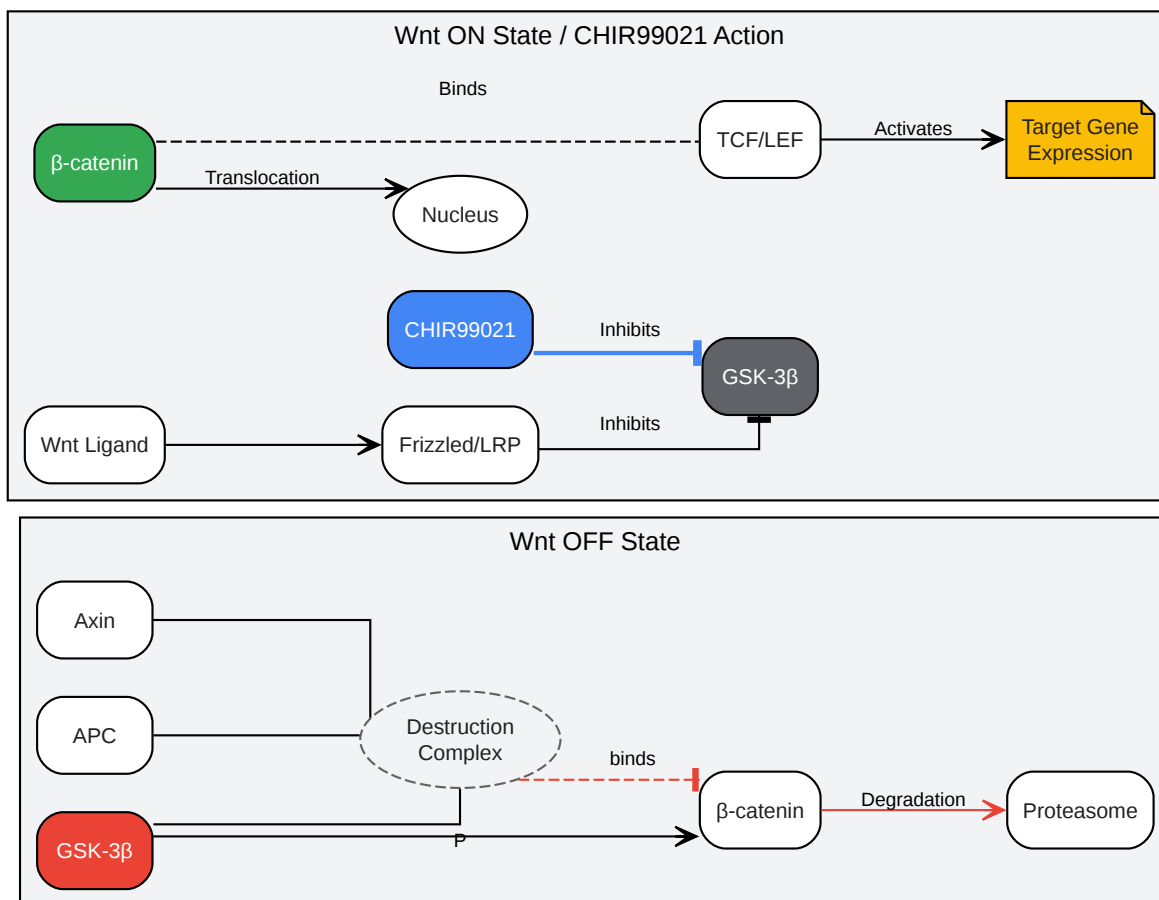 Wnt ON State / CHIR99021 Action
Binds
β-catenin
TCF/LEF
Activates
Target Gene
Expression
Translocation
Nucleus
CHIR99021
Inhibits
GSK-3β
Wnt Ligand
Frizzled/LRP
Inhibits
Wnt OFF State
Axin
APC
Destruction
Complex
binds
β-catenin
Degradation
Proteasome
GSK-3β
P